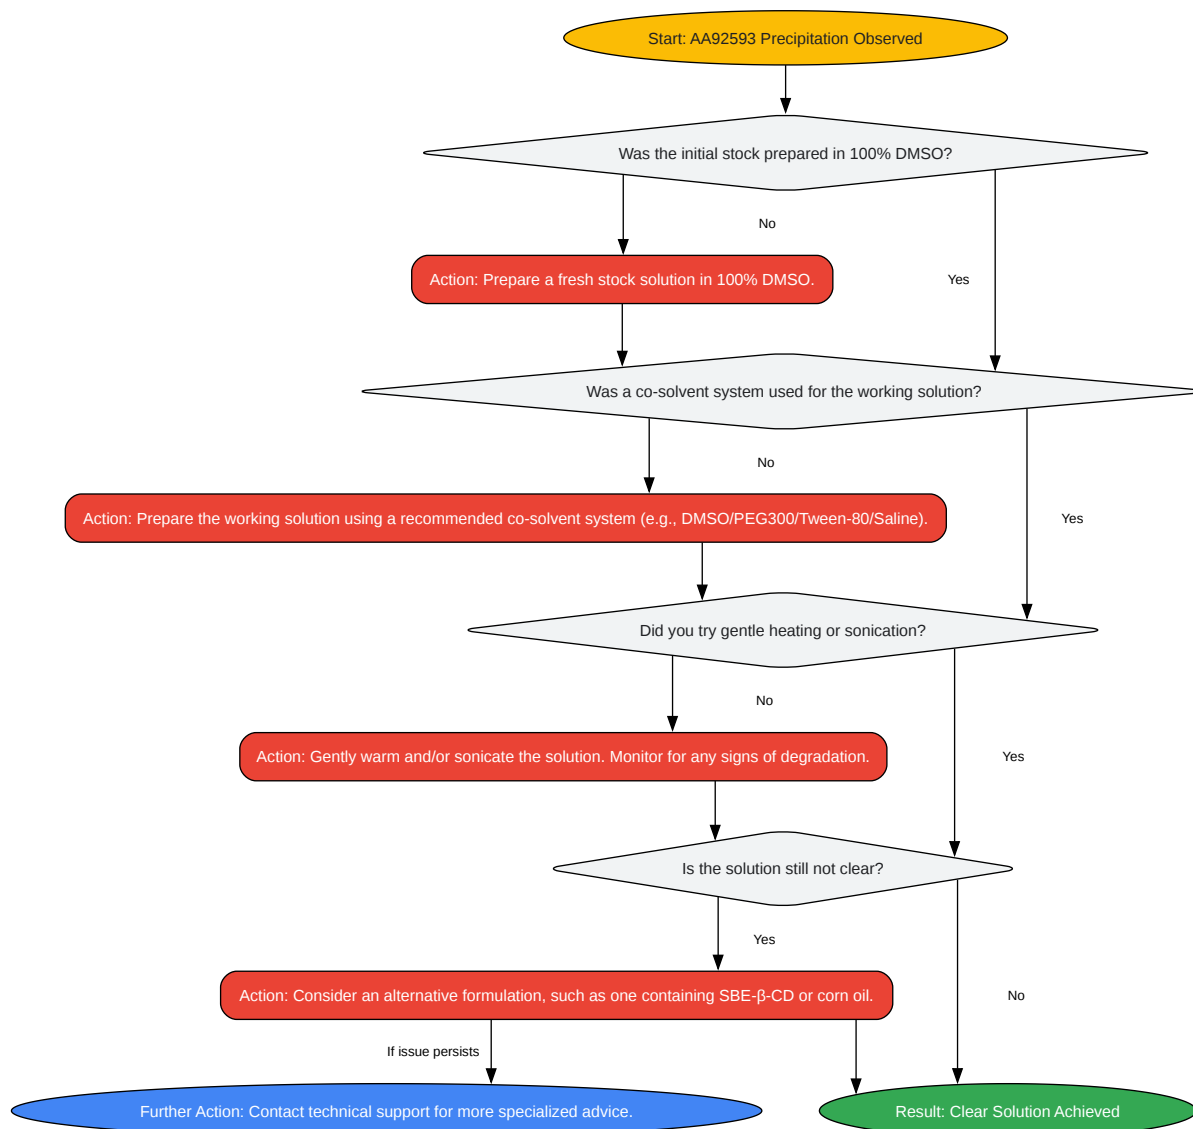 Start: AA92593 Precipitation Observed
Was the initial stock prepared in 100% DMSO?
No
Action: Prepare a fresh stock solution in 100% DMSO.
Yes
Was a co-solvent system used for the working solution?
No
Action: Prepare the working solution using a recommended co-solvent system (e.g., DMSO/PEG300/Tween-80/Saline).
Yes
Did you try gentle heating or sonication?
No
Action: Gently warm and/or sonicate the solution. Monitor for any signs of degradation.
Yes
Is the solution still not clear?
Yes
Action: Consider an alternative formulation, such as one containing SBE-β-CD or corn oil.
No
If issue persists
Further Action: Contact technical support for more specialized advice.
Result: Clear Solution Achieved